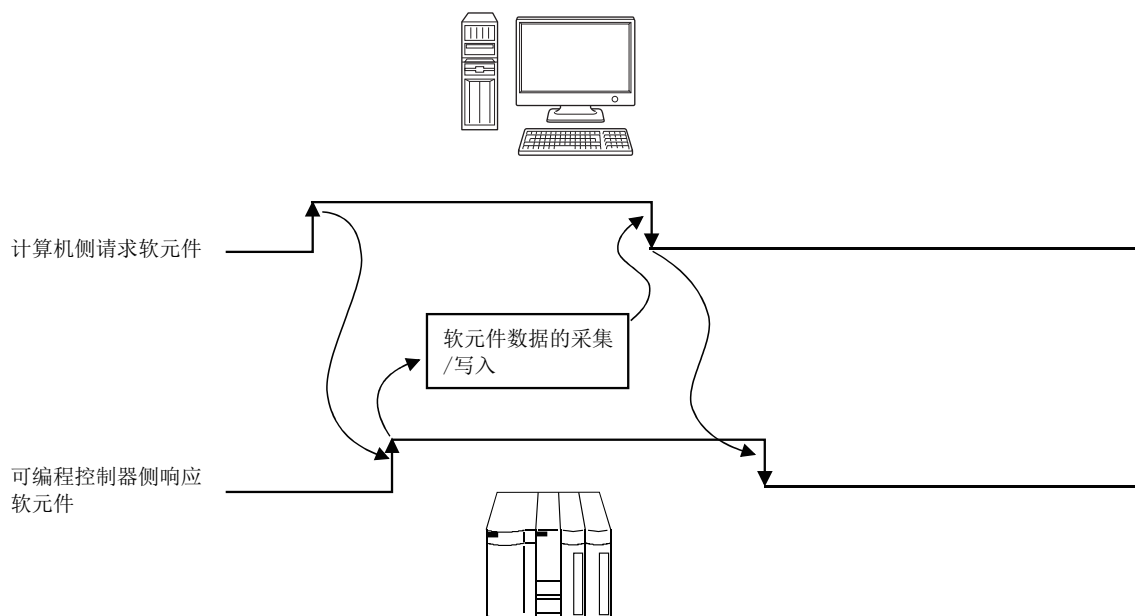 计算机侧请求软元件
软元件数据的采集
/写入
可编程控制器侧响应
软元件